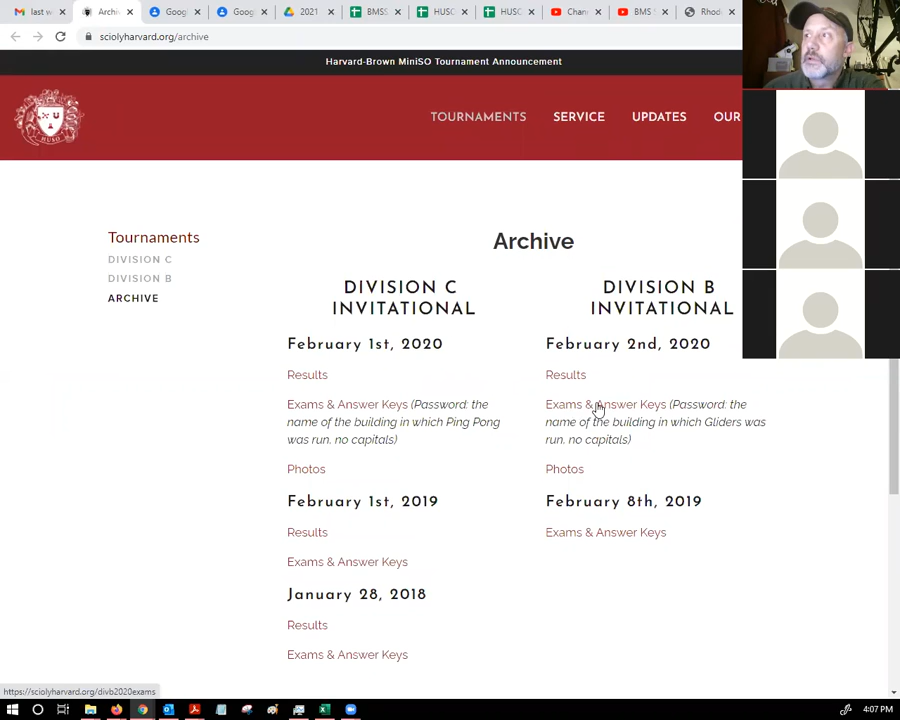 last w
Archiv
Googl
Googl
2021
BMSS
HUSC
HUSC
Chan
BMS S
Rhod
sciolyharvard.org/archive
Harvard-Brown MiniSO Tournament Announcement
HUSO
TOURNAMENTS
SERVICE
UPDATES
OUR
Tournaments
DIVISION C
DIVISION B
ARCHIVE
Archive
DIVISION C
INVITATIONAL
February 1st, 2020
Results
Exams & Answer Keys (Password: the
name of the building in which Ping Pong
was run, no capitals)
Photos
February 1st, 2019
Results
Exams & Answer Keys
January 28, 2018
Results
Exams & Answer Keys
DIVISION B
INVITATIONAL
February 2nd, 2020
Results
Exams & Answer Keys (Password: the
name of the building in which Gliders was
run, no capitals)
Photos
February 8th, 2019
Exams & Answer Keys
https://sciolyharvard.org/divb2020exams
4:07 PM